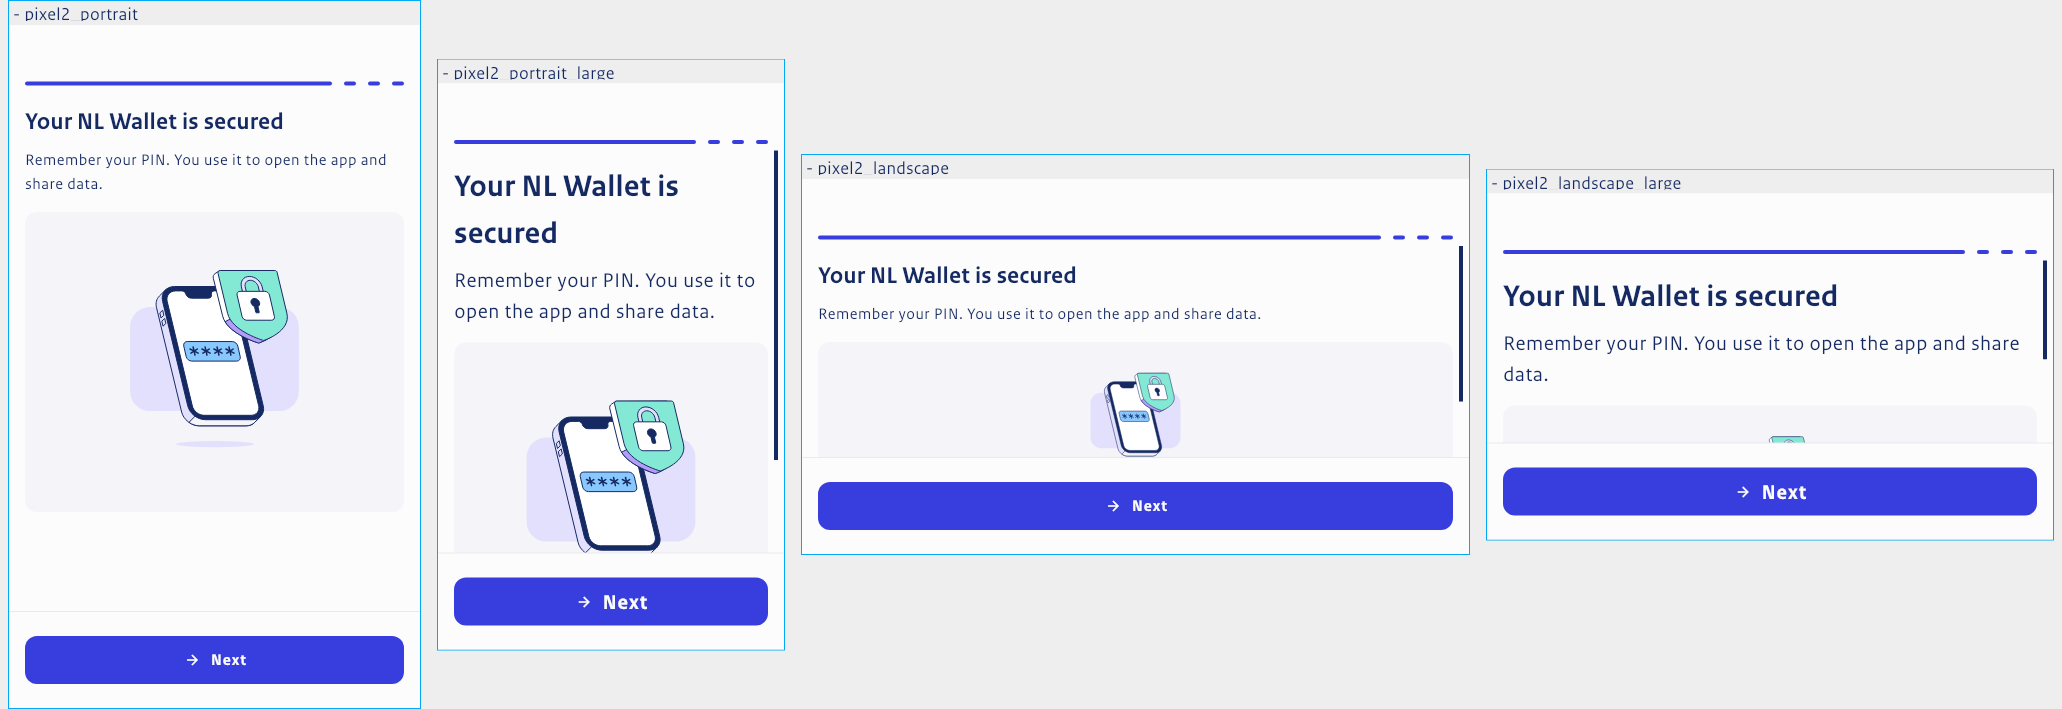 - pixel2_portrait
Your NL Wallet is secured
Remember your PIN. You use it to open the app and
share data.
****
→ Next
- pixel2_portrait_large
Your NL Wallet is
secured
Remember your PIN. You use it to
open the app and share data.
****
→ Next
- pixel2_landscape
Your NL Wallet is secured
Remember your PIN. You use it to open the app and share data.
****
→ Next
- pixel2_landscape_large
Your NL Wallet is secured
Remember your PIN. You use it to open the app and share
data.
→ Next